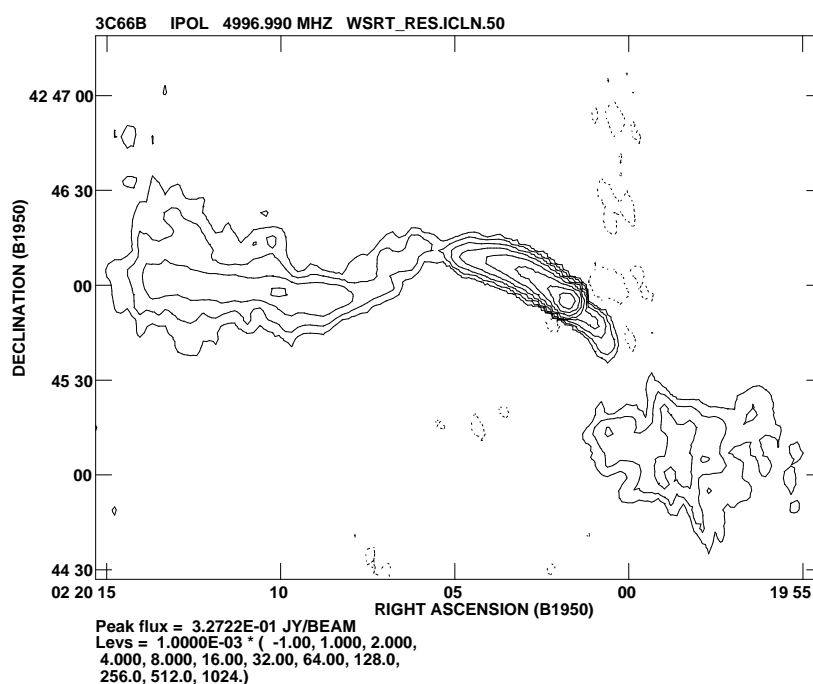 3C66B IPOL 4996.990 MHZ WSRT_RES.ICLN.50
42 47 00
46 30
00
45 30
00
44 30
DECLINATION (B1950)
02 20 15 10 05 00 19 55
RIGHT ASCENSION (B1950)
Peak flux = 3.2722E-01 JY/BEAM
Levs = 1.0000E-03 * ( -1.00, 1.000, 2.000,
4.000, 8.000, 16.00, 32.00, 64.00, 128.0,
256.0, 512.0, 1024.)